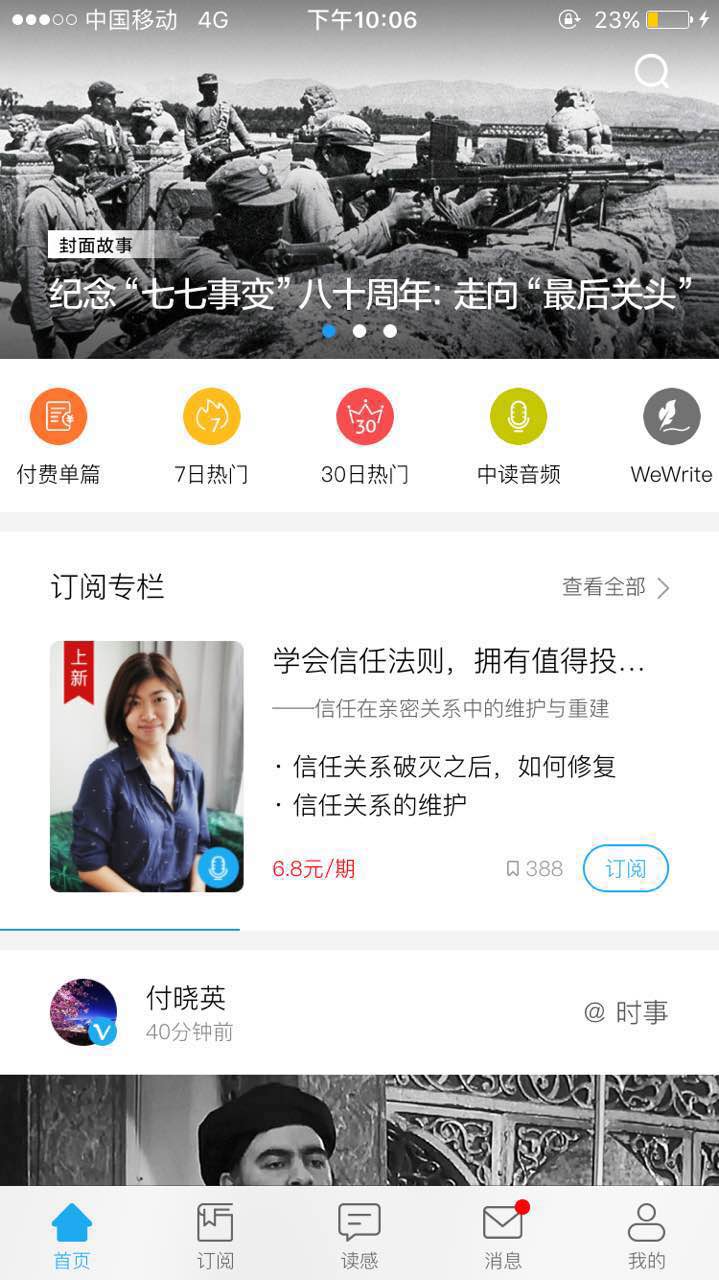 中国移动 4G 下午10:06 23%
封面故事
纪念“七七事变”八十周年: 走向“最后关头”
7 30
付费单篇 7日热门 30日热门 中读音频 WeWrite
订阅专栏 查看全部
上新
学会信任法则，拥有值得投...
——信任在亲密关系中的维护与重建
· 信任关系破灭之后，如何修复
· 信任关系的维护
6.8元/期 388 订阅
付晓英
V
40分钟前
@ 时事
首页 订阅 读感 消息 我的